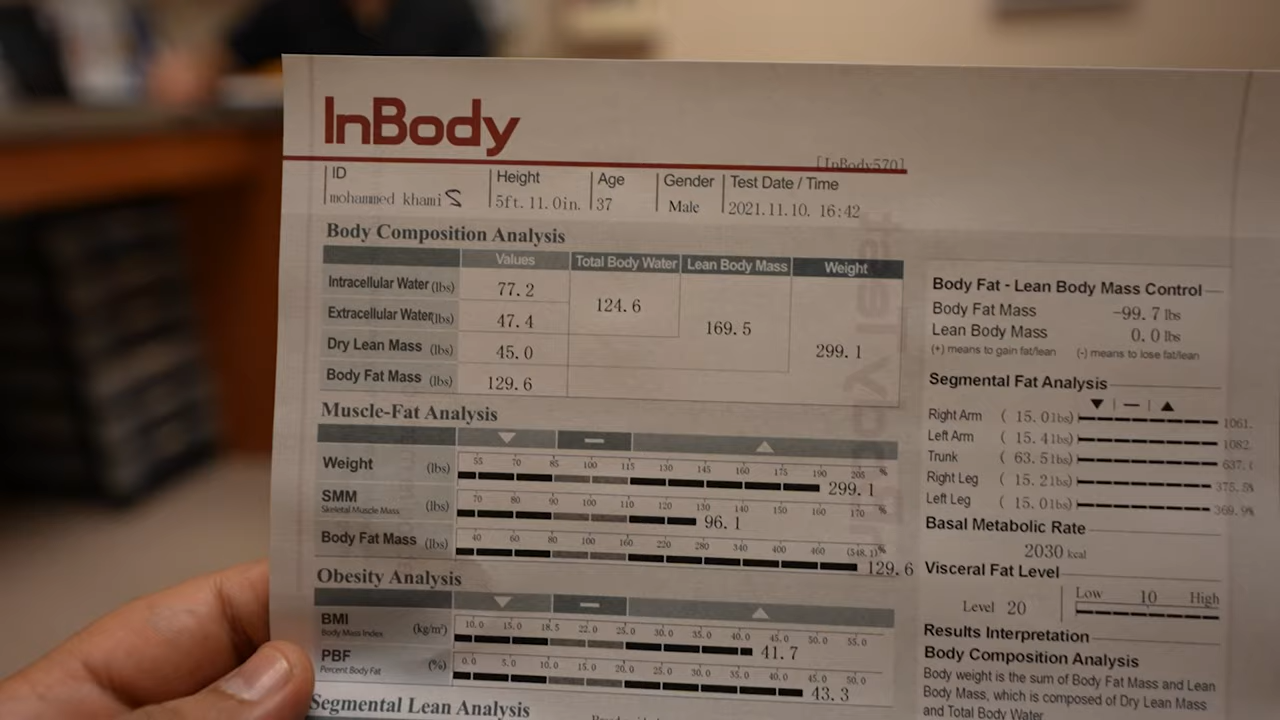 InBody
[InBody570]
ID Height Age Gender Test Date / Time
mohammed khamis 5ft. 11.0in. 37 Male 2021.11.10. 16:42
Body Composition Analysis
Values Total Body Water Lean Body Mass Weight
Intracellular Water (lbs) 77.2
124.6
Extracellular Water (lbs) 47.4
169.5
Dry Lean Mass (lbs) 45.0
299.1
Body Fat Mass (lbs) 129.6
Muscle-Fat Analysis
55 70 85 100 115 130 145 160 175 190 205 %
Weight (lbs) 299.1
70 80 90 100 110 120 130 140 150 160 170 %
SMM (lbs) 96.1
Skeletal Muscle Mass
40 60 80 100 160 220 280 340 400 460 (548.1)%
Body Fat Mass (lbs) 129.6
Obesity Analysis
10.0 15.0 18.5 22.0 25.0 30.0 35.0 40.0 45.0 50.0 55.0
BMI (kg/m²) 41.7
Body Mass Index
0.0 5.0 10.0 15.0 20.0 25.0 30.0 35.0 40.0 45.0 50.0
PBF (%) 43.3
Percent Body Fat
Segmental Lean Analysis
Body Fat - Lean Body Mass Control
Body Fat Mass -99.7 lbs
Lean Body Mass 0.0 lbs
(+) means to gain fat/lean (-) means to lose fat/lean
Segmental Fat Analysis
Right Arm ( 15.0lbs) 1061.
Left Arm ( 15.4lbs) 1082.
Trunk ( 63.5lbs) 637.
Right Leg ( 15.2lbs) 375.5%
Left Leg ( 15.0lbs) 369.9%
Basal Metabolic Rate
2030 kcal
Visceral Fat Level
Low 10 High
Level 20
Results Interpretation
Body Composition Analysis
Body weight is the sum of Body Fat Mass and Lean
Body Mass, which is composed of Dry Lean Mass
and Total Body Water